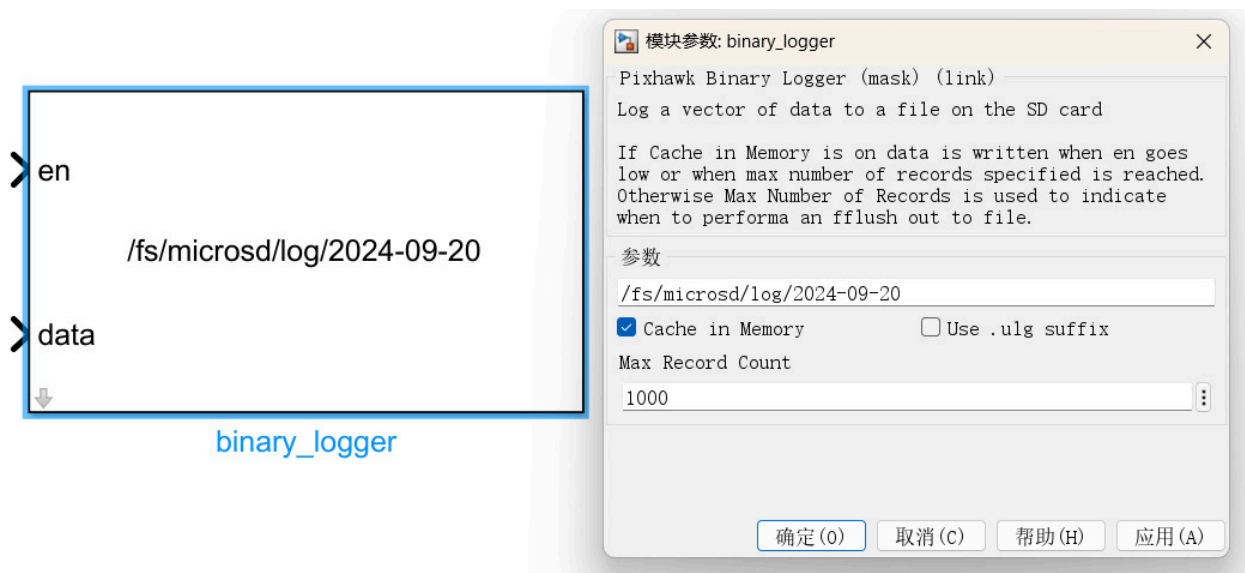 en
/fs/microsd/log/2024-09-20
data
binary_logger
模块参数: binary_logger
Pixhawk Binary Logger (mask) (link)
Log a vector of data to a file on the SD card
If Cache in Memory is on data is written when en goes
low or when max number of records specified is reached.
Otherwise Max Number of Records is used to indicate
when to performa an fflush out to file.
参数
/fs/microsd/log/2024-09-20
Cache in Memory
Use .ulg suffix
Max Record Count
1000
确定(O)
取消(C)
帮助(H)
应用(A)